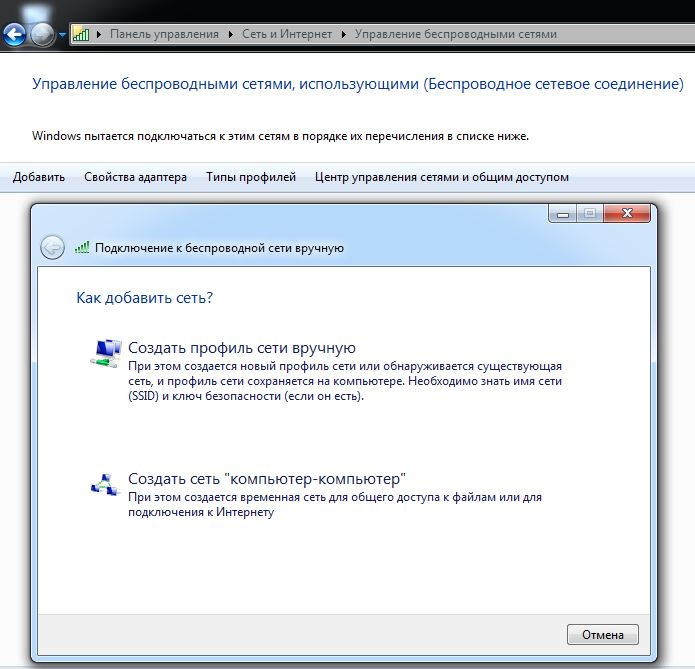 Панель управления Сеть и Интернет Управление беспроводными сетями
Управление беспроводными сетями, использующими (Беспроводное сетевое соединение)
Windows пытается подключаться к этим сетям в порядке их перечисления в списке ниже.
Добавить Свойства адаптера Типы профилей Центр управления сетями и общим доступом
Подключение к беспроводной сети вручную
Как добавить сеть?
Создать профиль сети вручную
При этом создается новый профиль сети или обнаруживается существующая
сеть, и профиль сети сохраняется на компьютере. Необходимо знать имя сети
(SSID) и ключ безопасности (если он есть).
Создать сеть "компьютер-компьютер"
При этом создается временная сеть для общего доступа к файлам или для
подключения к Интернету
Отмена